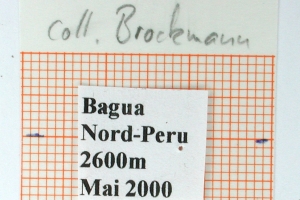 coll. Brockmann
Bagua
Nord-Peru
2600m
Mai 2000